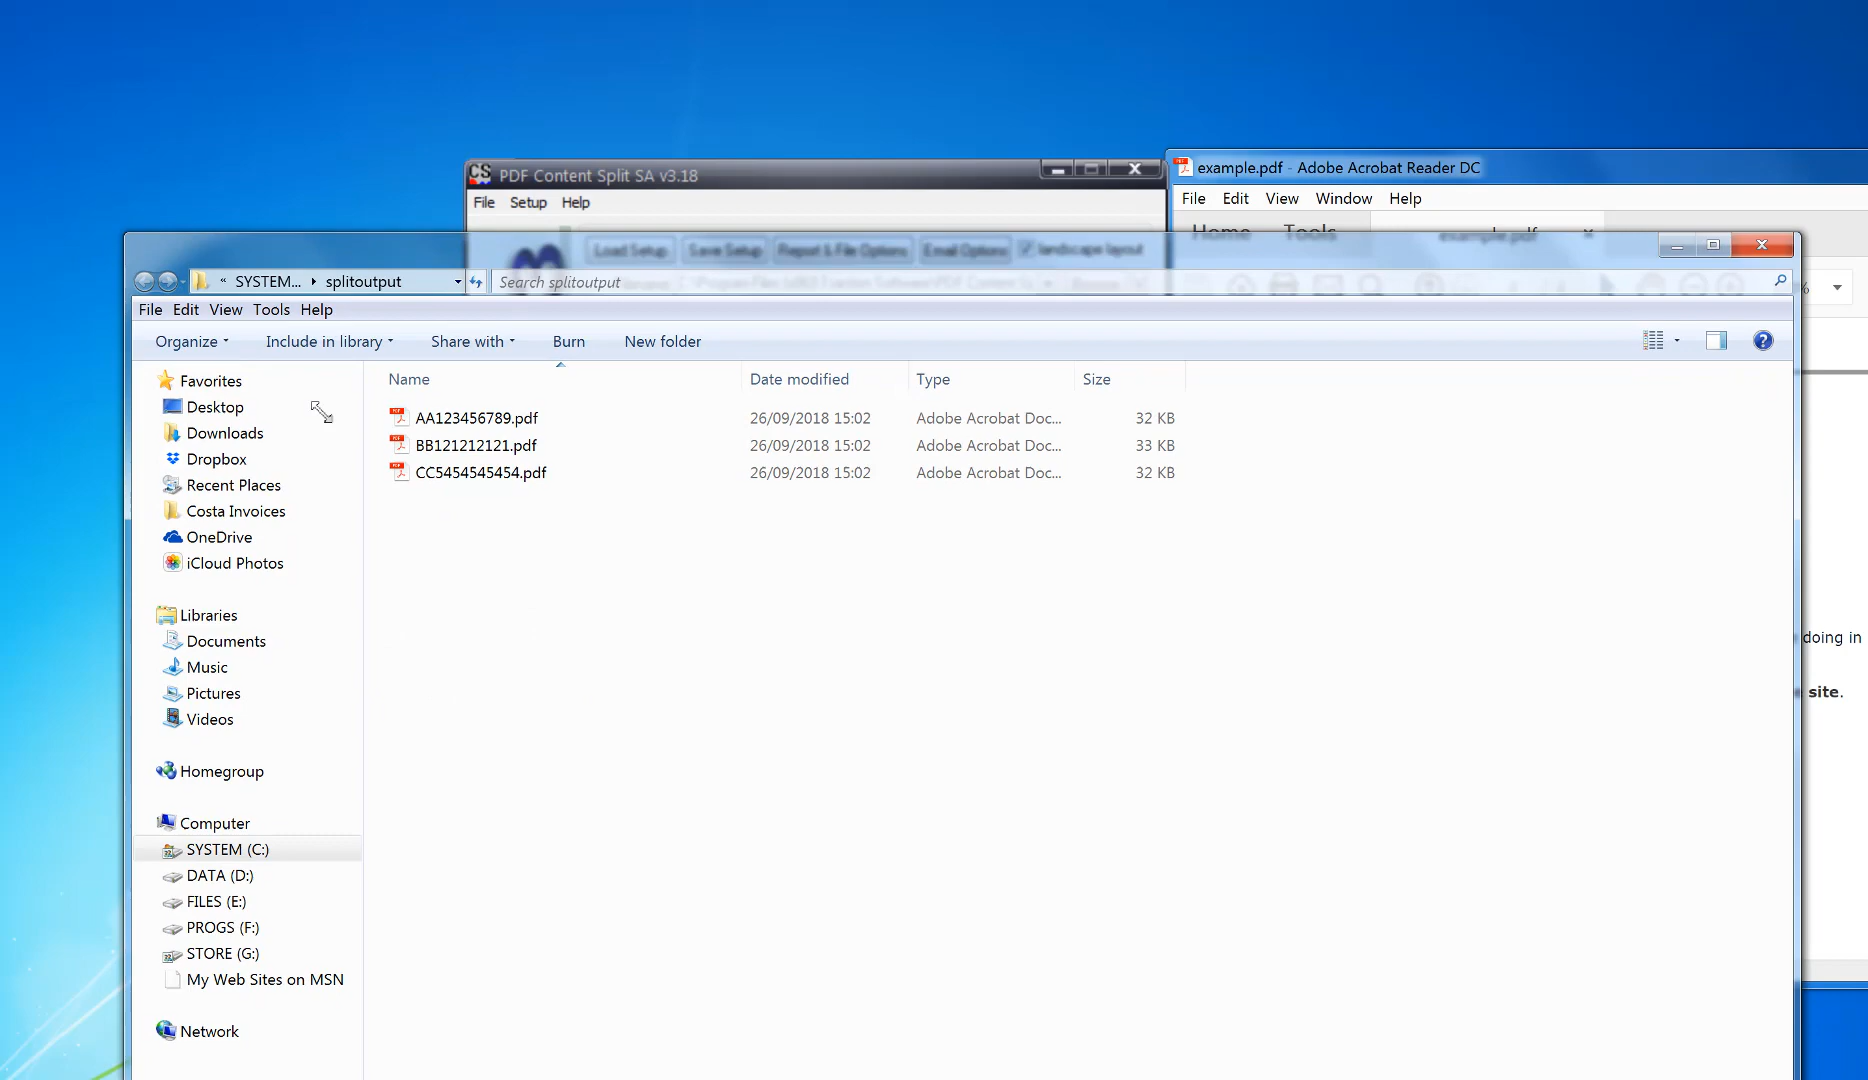 CS PDF Content Split SA v3.18
File Setup Help
Load Setup Save Setup Report & File Options Email Options landscape layout
example.pdf - Adobe Acrobat Reader DC
File Edit View Window Help
Home Tools example.pdf
%
« SYSTEM... splitoutput
Search splitoutput
File Edit View Tools Help
Organize Include in library Share with Burn New folder
Name Date modified Type Size
AA123456789.pdf 26/09/2018 15:02 Adobe Acrobat Doc... 32 KB
BB121212121.pdf 26/09/2018 15:02 Adobe Acrobat Doc... 33 KB
CC5454545454.pdf 26/09/2018 15:02 Adobe Acrobat Doc... 32 KB
Favorites
Desktop
Downloads
Dropbox
Recent Places
Costa Invoices
OneDrive
iCloud Photos
Libraries
Documents
Music
Pictures
Videos
Homegroup
Computer
SYSTEM (C:)
DATA (D:)
FILES (E:)
PROGS (F:)
STORE (G:)
My Web Sites on MSN
Network
doing in
site.